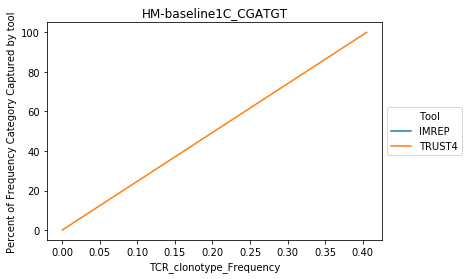 HM-baseline1C_CGATGT
Percent of Frequency Category Captured by tool
100
80
60
40
20
0
0.00 0.05 0.10 0.15 0.20 0.25 0.30 0.35 0.40
TCR_clonotype_Frequency
Tool
IMREP
TRUST4